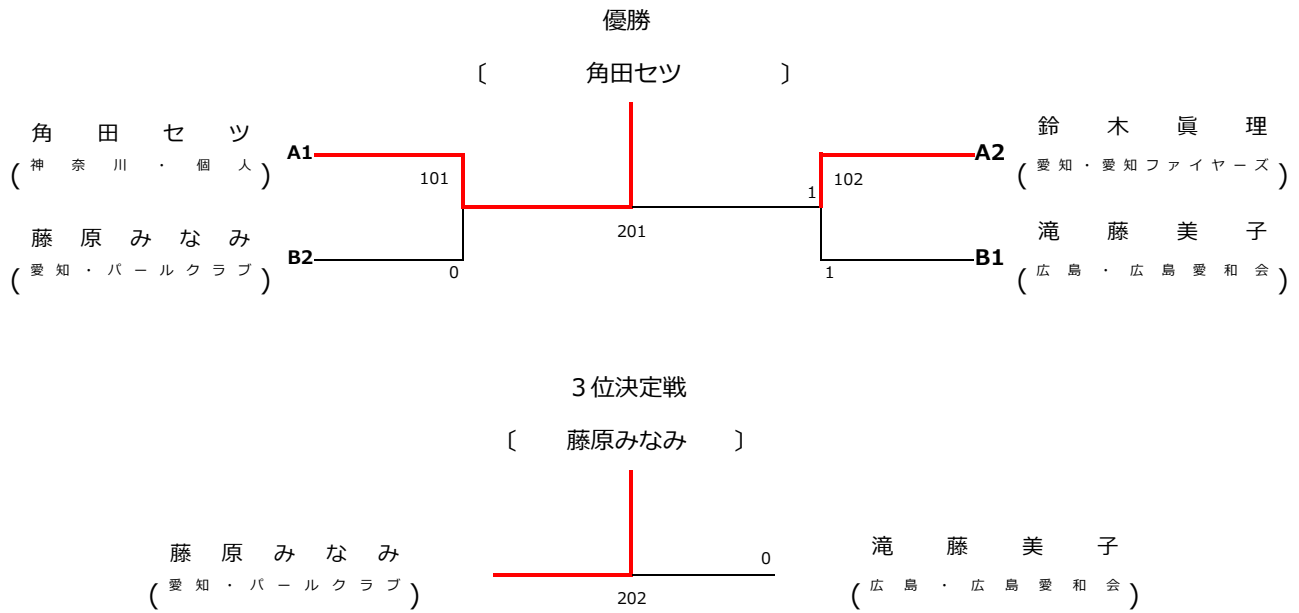 優勝
〔 角田セツ 〕
角田セツ
(神奈川・個人)
A1
101
藤原みなみ
(愛知・パールクラブ)
B2
0
201
鈴木眞理
(愛知・愛知ファイヤーズ)
A2
102
1
滝藤美子
(広島・広島愛和会)
B1
1
3位決定戦
〔 藤原みなみ 〕
藤原みなみ
(愛知・パールクラブ)
202
0
滝藤美子
(広島・広島愛和会)